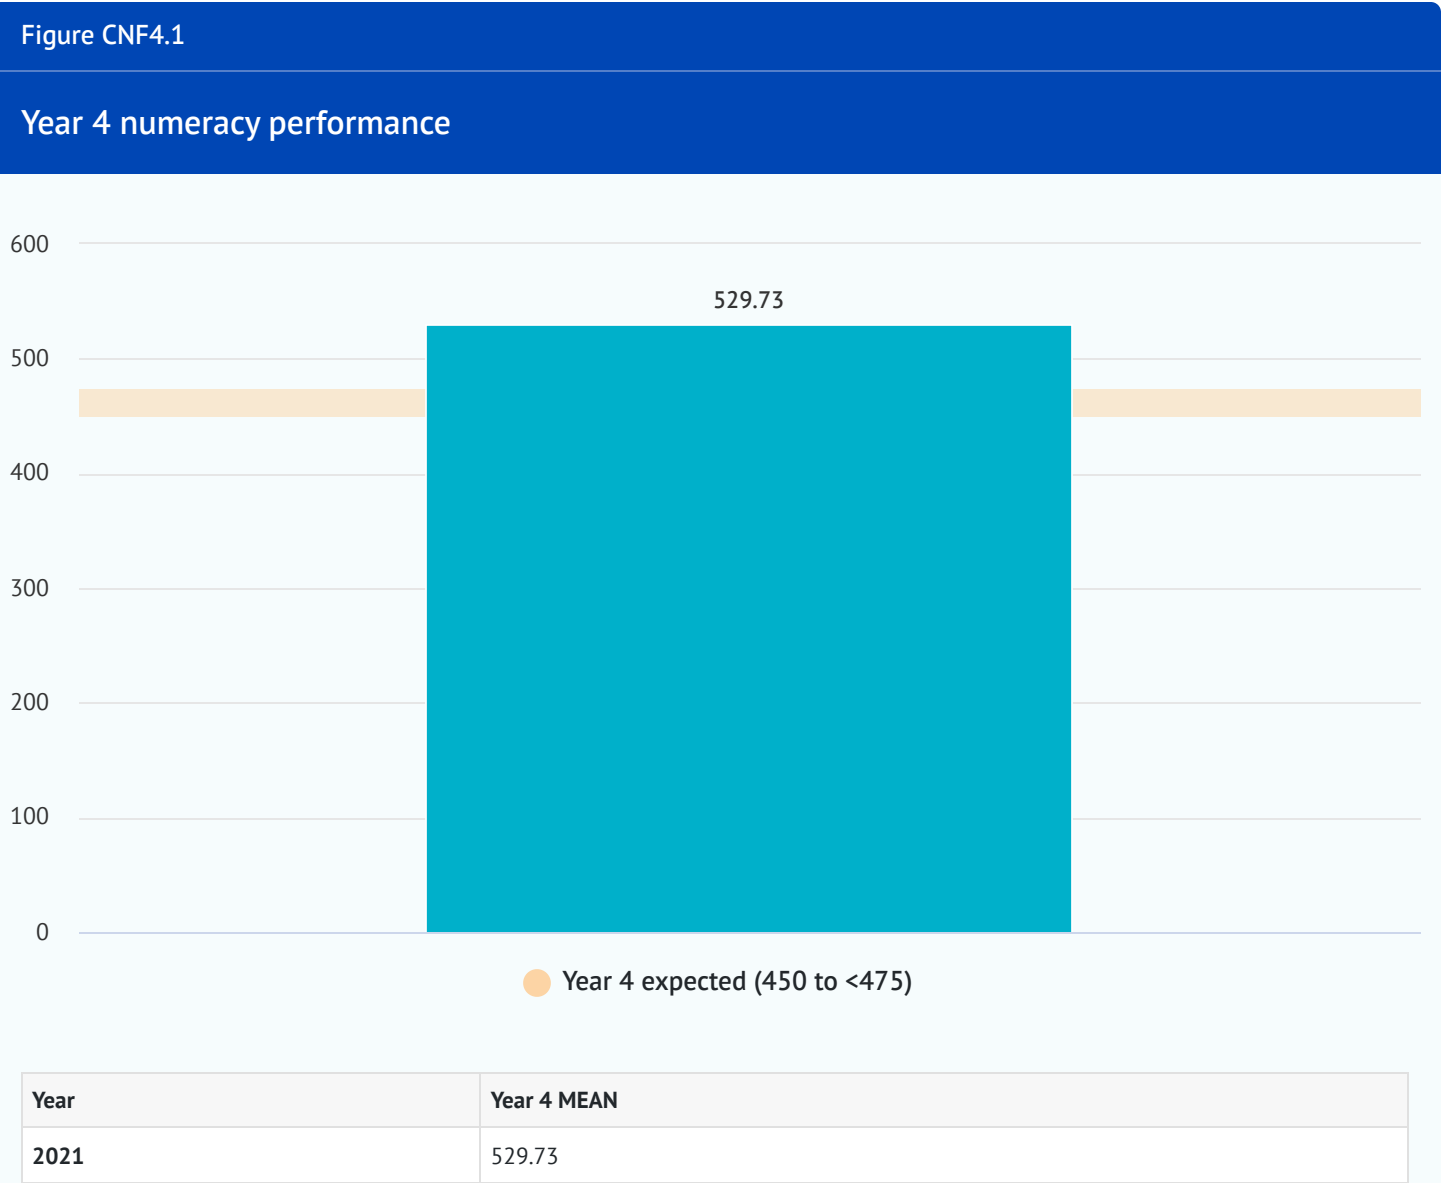 Figure CNF4.1
Year 4 numeracy performance
600
529.73
500
400
300
200
100
0
Year 4 expected (450 to <475)
Year Year 4 MEAN
2021 529.73